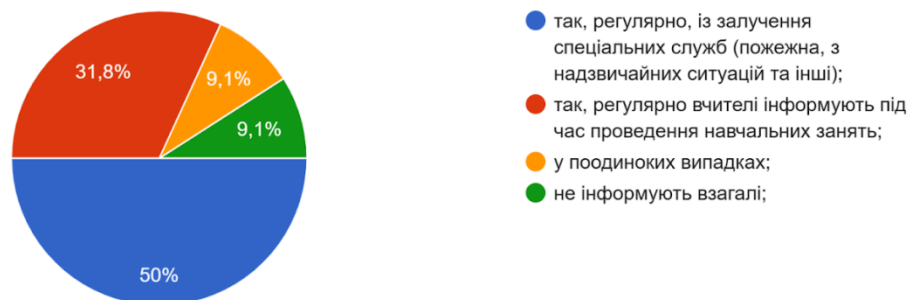 31,8%
9,1%
9,1%
50%
так, регулярно, із залучення
спеціальних служб (пожежна, з
надзвичайних ситуацій та інші);
так, регулярно вчителі інформують під
час проведення навчальних занять;
у поодиноких випадках;
не інформують взагалі;